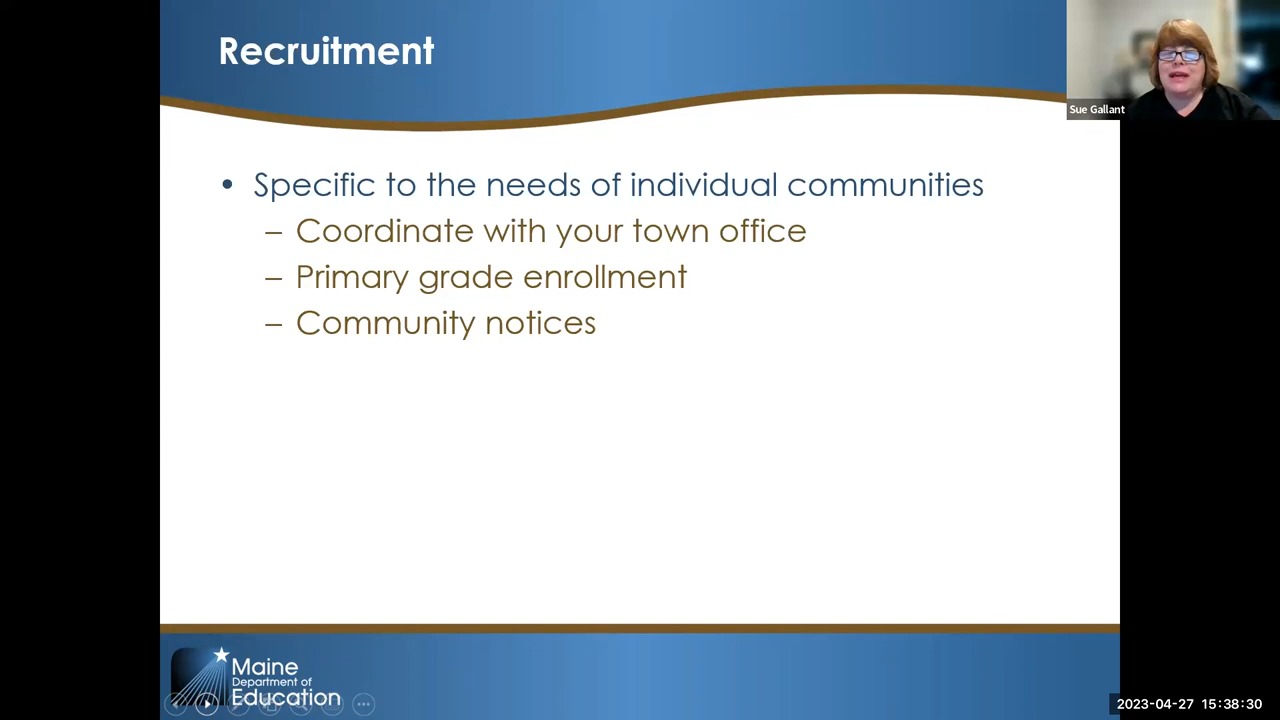 Recruitment
Sue Gallant
• Specific to the needs of individual communities
– Coordinate with your town office
– Primary grade enrollment
– Community notices
Maine
Department of
Education
2023-04-27 15:38:30